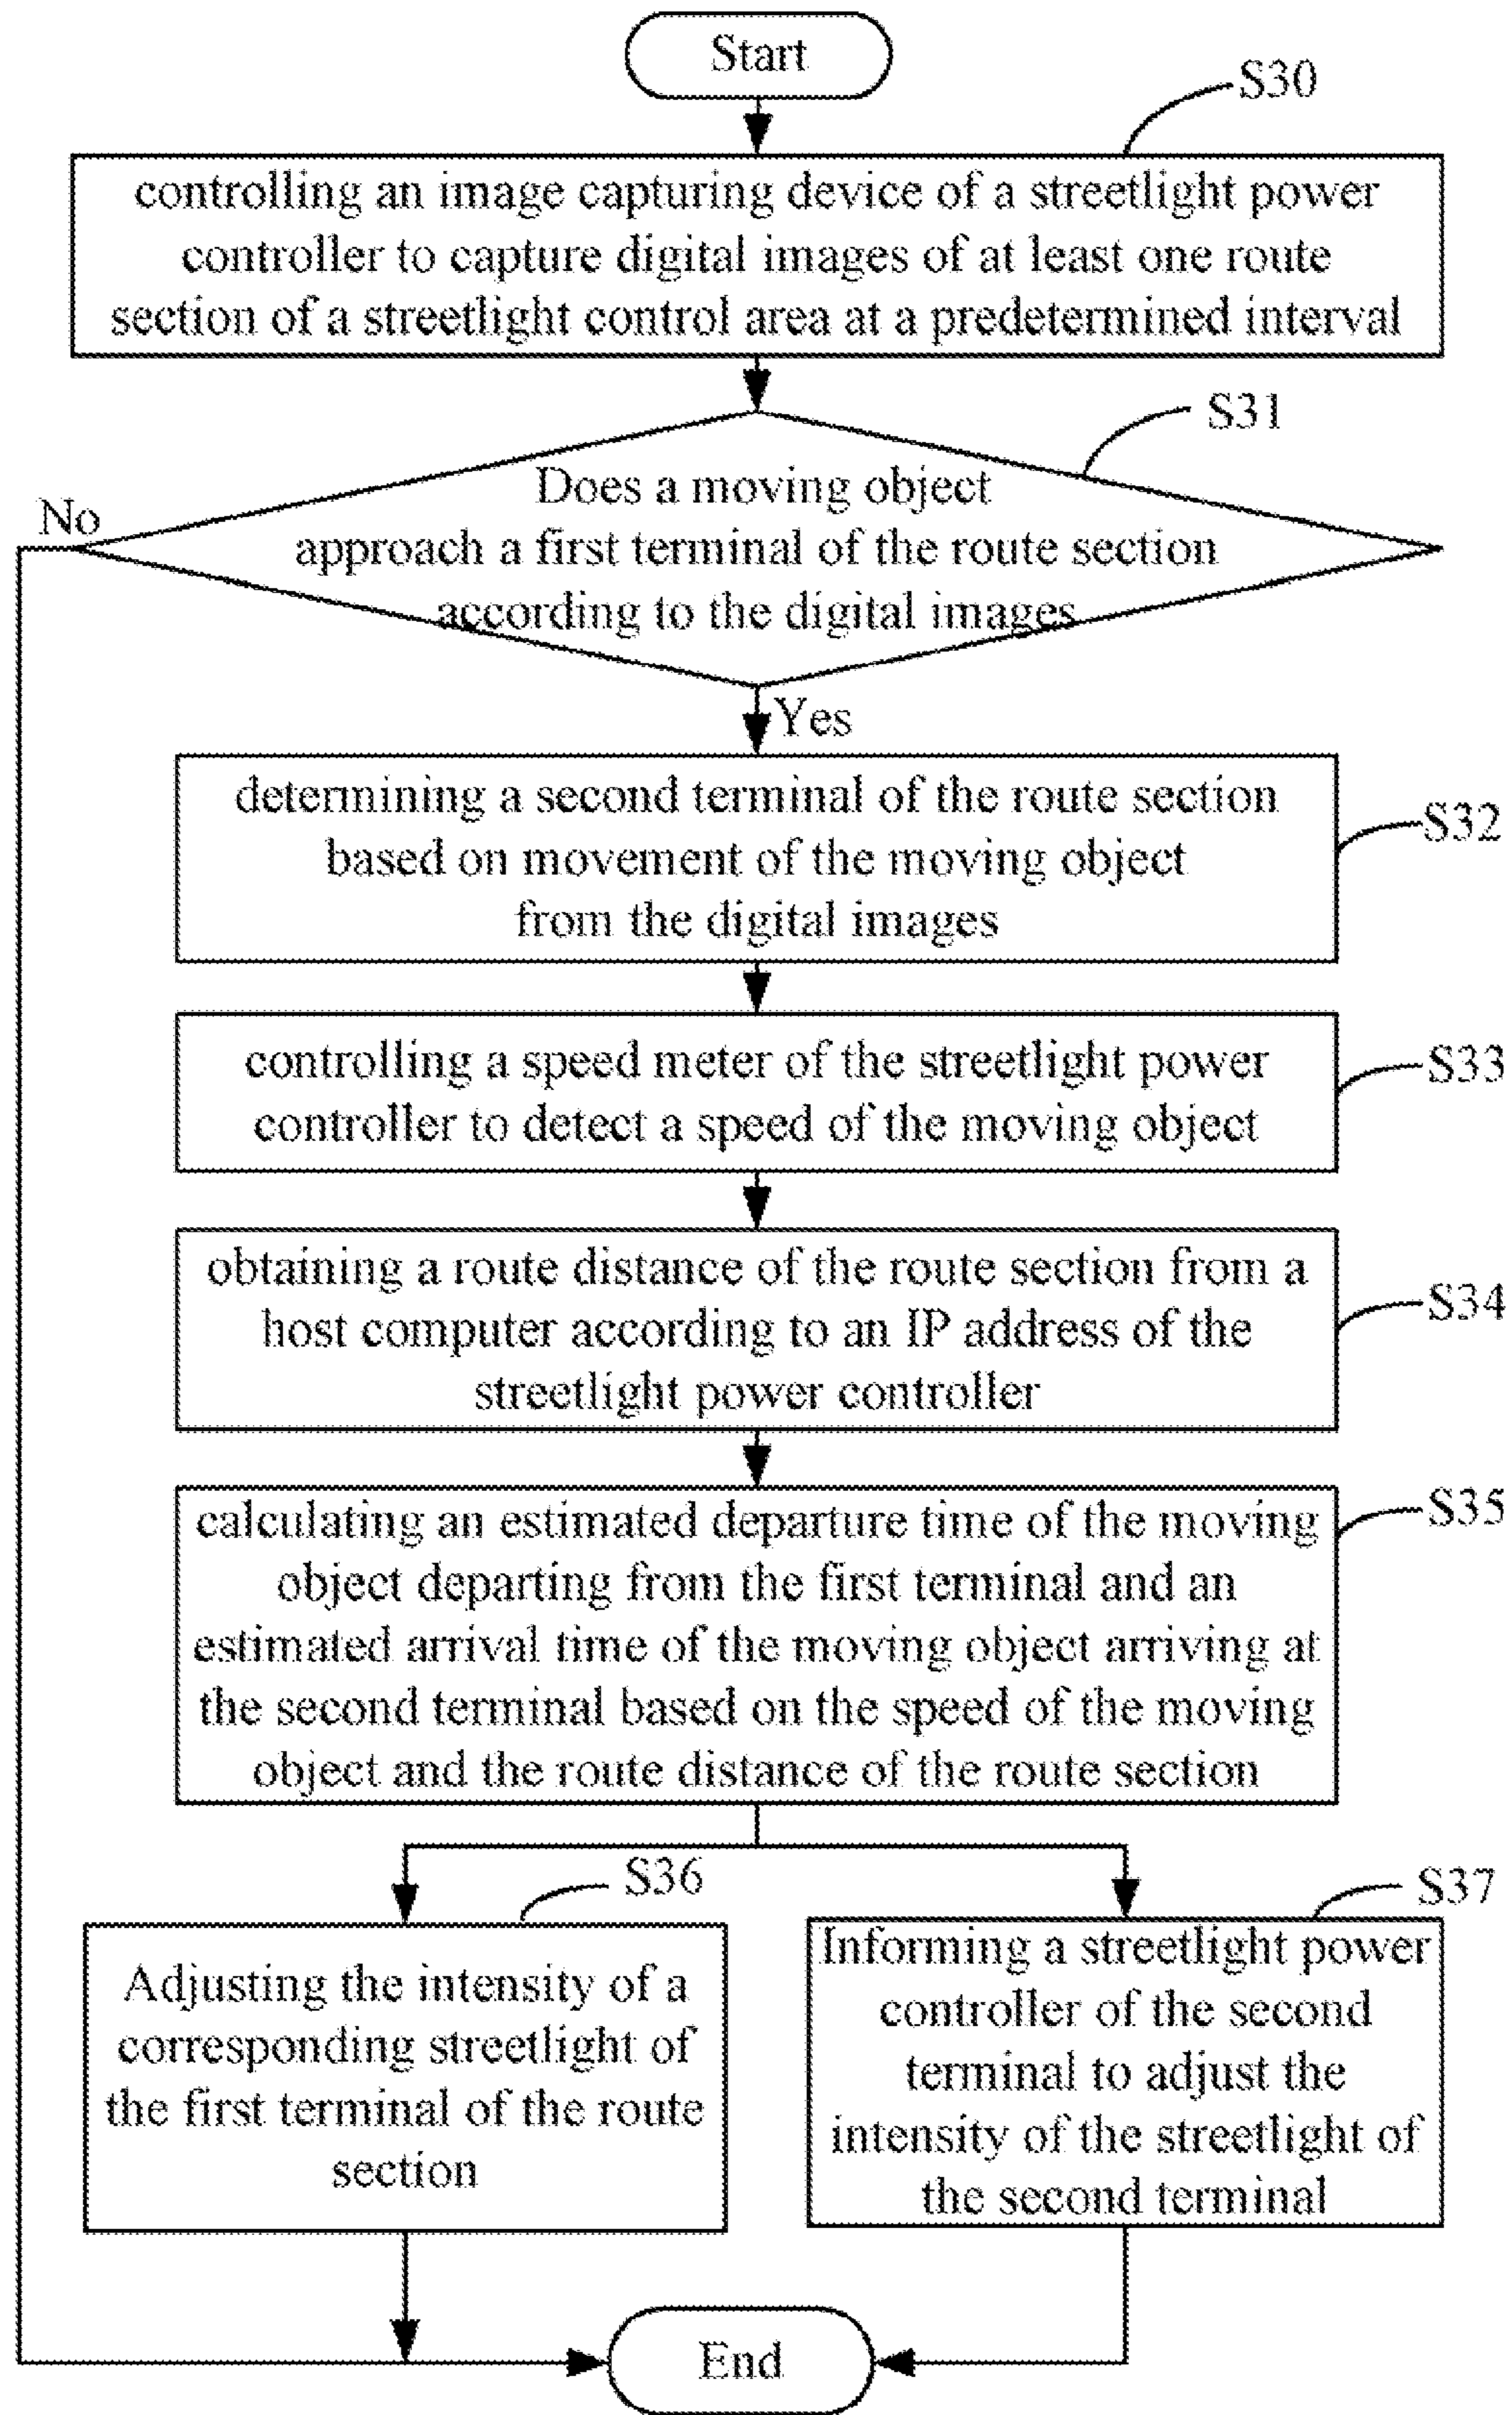 Start
S30
controlling an image capturing device of a streetlight power
controller to capture digital images of at least one route
section of a streetlight control area at a predetermined interval
S31
Does a moving object
approach a first terminal of the route section
according to the digital images
No
Yes
determining a second terminal of the route section
based on movement of the moving object
from the digital images
S32
controlling a speed meter of the streetlight power
controller to detect a speed of the moving object
S33
obtaining a route distance of the route section from a
host computer according to an IP address of the
streetlight power controller
S34
calculating an estimated departure time of the moving
object departing from the first terminal and an
estimated arrival time of the moving object arriving at
the second terminal based on the speed of the moving
object and the route distance of the route section
S35
S36
Adjusting the intensity of a
corresponding streetlight of
the first terminal of the route
section
S37
Informing a streetlight power
controller of the second
terminal to adjust the
intensity of the streetlight of
the second terminal
End